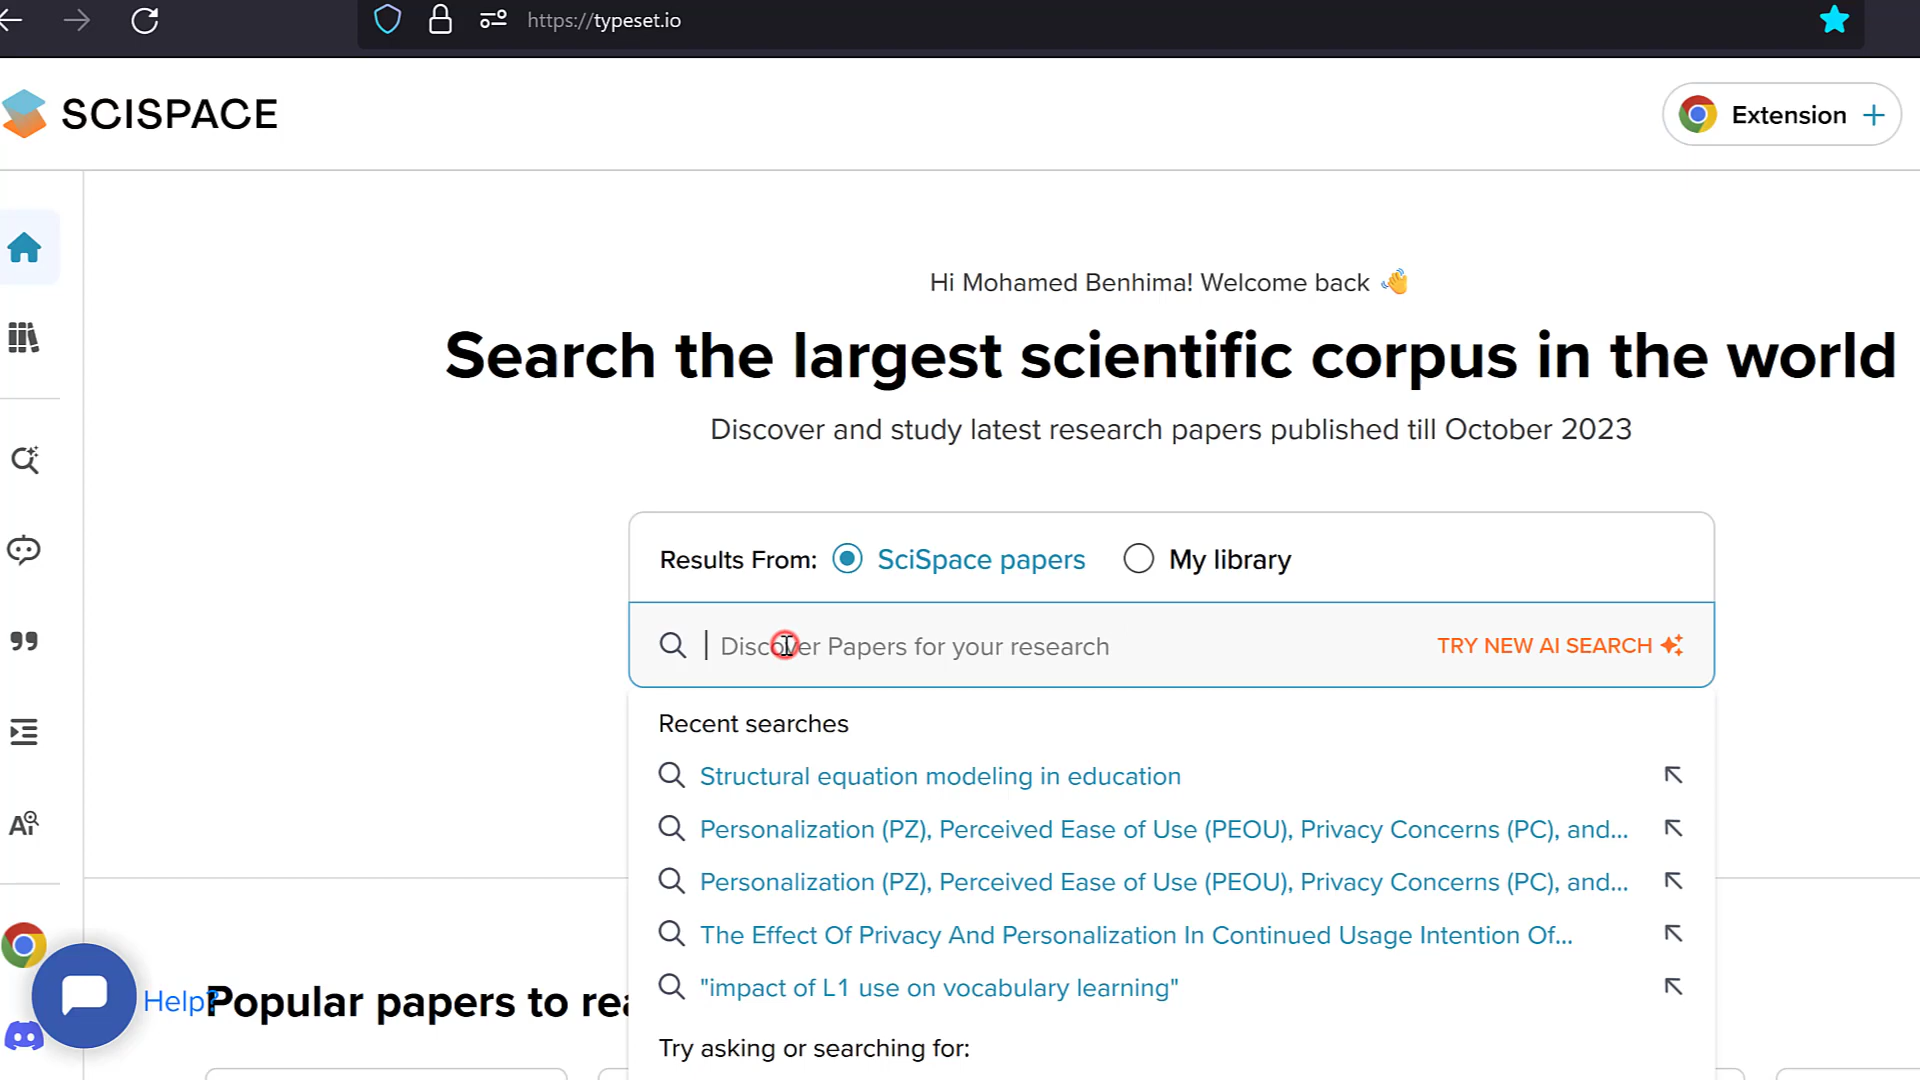 https://typeset.io
SCISPACE
Extension +
Hi Mohamed Benhima! Welcome back 👋
Search the largest scientific corpus in the world
Discover and study latest research papers published till October 2023
Results From: SciSpace papers My library
Discover Papers for your research TRY NEW AI SEARCH
Recent searches
Structural equation modeling in education
Personalization (PZ), Perceived Ease of Use (PEOU), Privacy Concerns (PC), and...
Personalization (PZ), Perceived Ease of Use (PEOU), Privacy Concerns (PC), and...
The Effect Of Privacy And Personalization In Continued Usage Intention Of...
"impact of L1 use on vocabulary learning"
Help?
Popular papers to rea
Try asking or searching for: